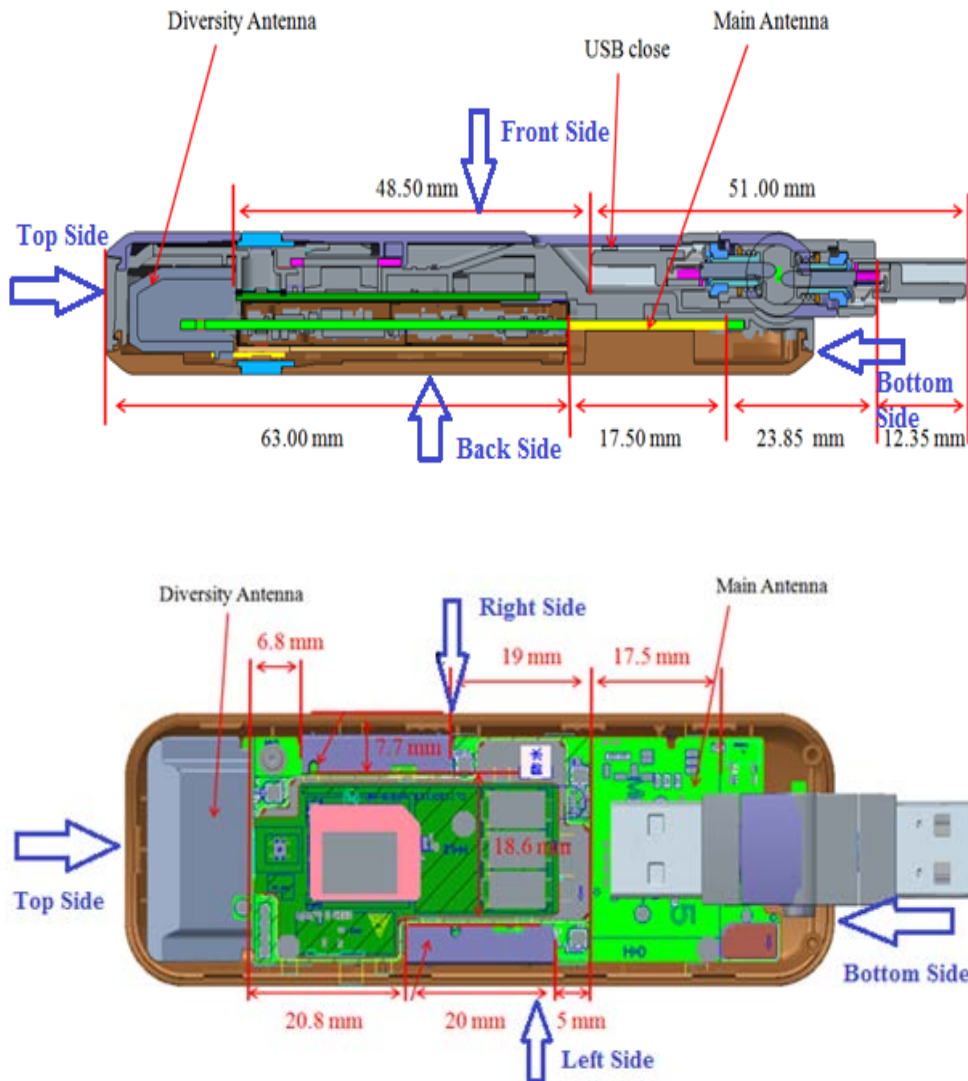 Diversity Antenna
Main Antenna
USB close
Front Side
48.50 mm
51.00 mm
Top Side
Bottom
Side
63.00 mm
17.50 mm
23.85 mm
12.35 mm
Back Side
Diversity Antenna
Main Antenna
Right Side
6.8 mm
19 mm
17.5 mm
7.7 mm
防水
18.6 mm
Top Side
5
Bottom Side
20.8 mm
20 mm
5 mm
Left Side